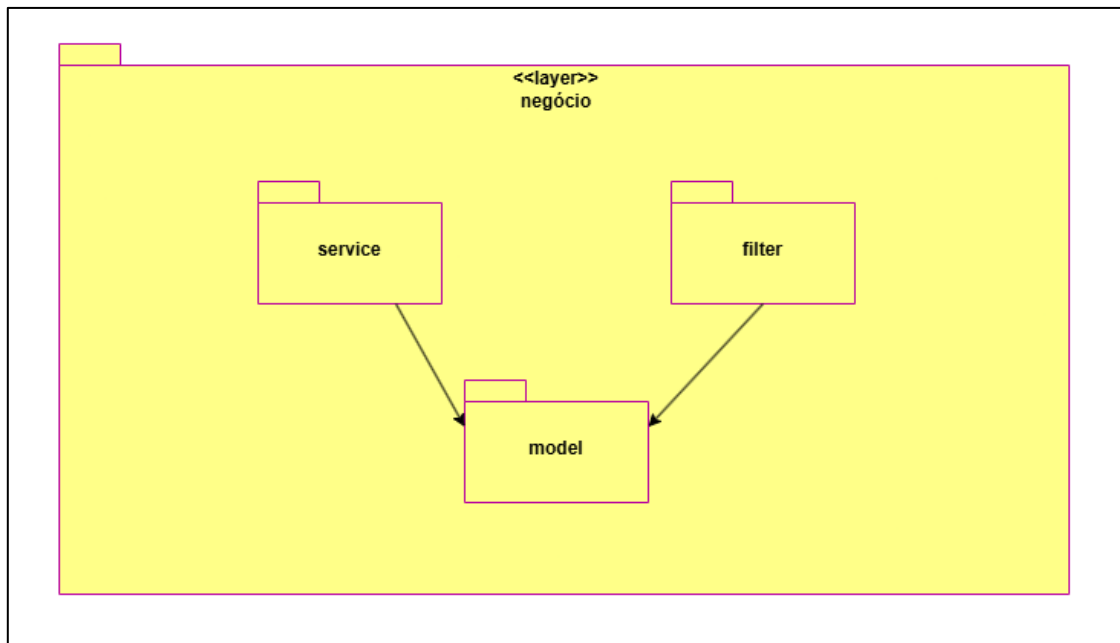 <<layer>>
negócio
service
filter
model